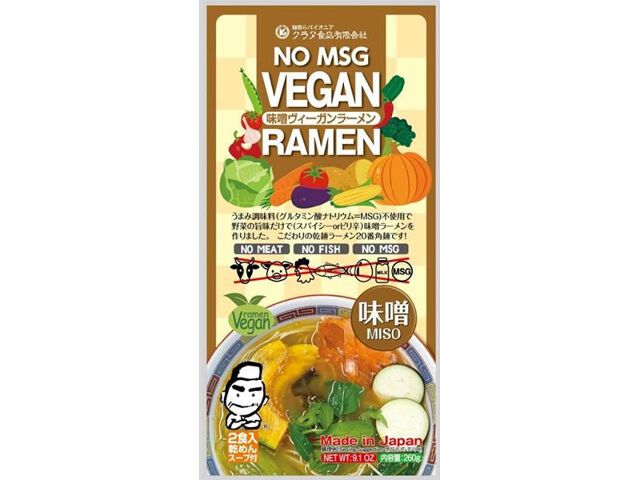 麺類のパイオニア
クラタ食品有限会社
NO MSG
VEGAN
味噌ヴィーガンラーメン
RAMEN
うまみ調味料(グルタミン酸ナトリウム=MSG)不使用で
野菜の旨味だけで(スパイシーorピリ辛)味噌ラーメンを
作りました。こだわりの乾麺ラーメン20番角麺です!
NO MEAT NO FISH NO MSG
MILK MSG
ramen
Vegan
味噌
MISO
2食入
乾めん
スープ付
Made in Japan
NET WT: 9.1 OZ 内容量:260g